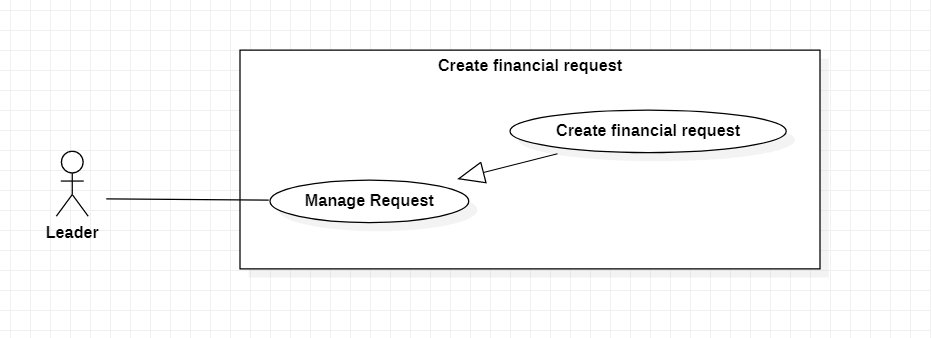 Create financial request
Create financial request
Manage Request
Leader